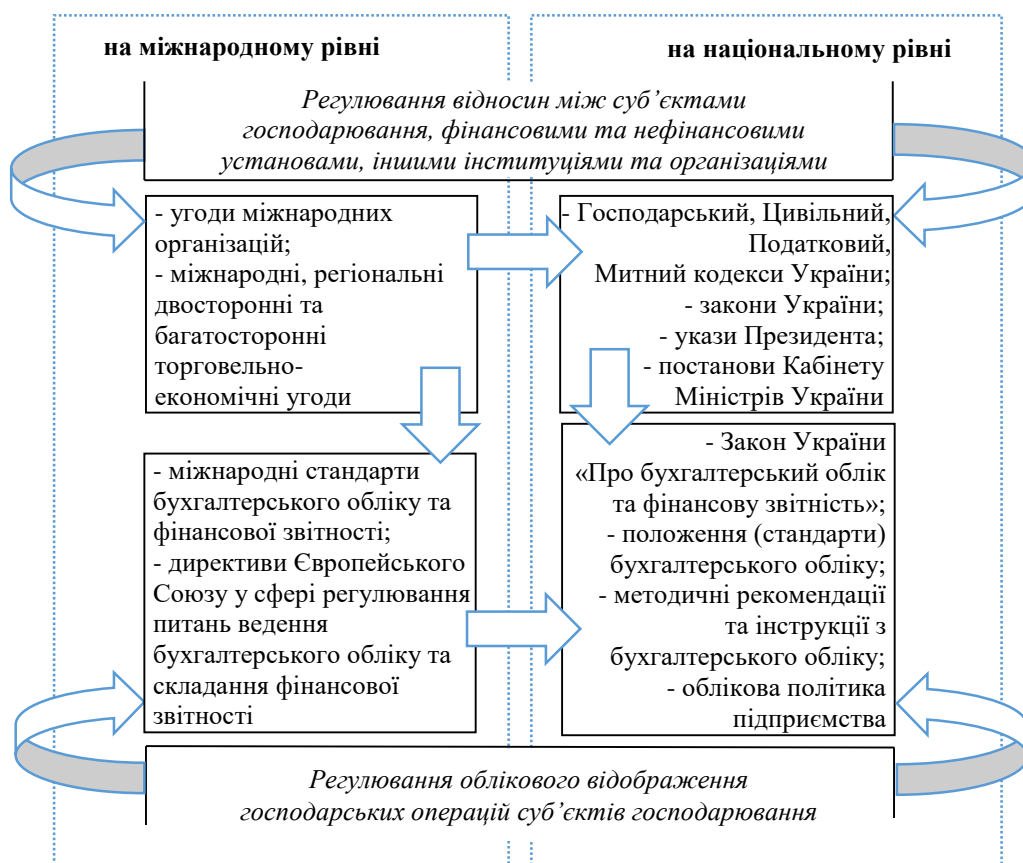 на міжнародному рівні
на національному рівні
Регулювання відносин між суб’єктами
господарювання, фінансовими та нефінансовими
установами, іншими інституціями та організаціями
- угоди міжнародних
організацій;
- міжнародні, регіональні
двосторонні та
багатосторонні
торговельно-
економічні угоди
- Господарський, Цивільний,
Податковий,
Митний кодекси України;
- закони України;
- укази Президента;
- постанови Кабінету
Міністрів України
- міжнародні стандарти
бухгалтерського обліку та
фінансової звітності;
- директиви Європейського
Союзу у сфері регулювання
питань ведення
бухгалтерського обліку та
складання фінансової
звітності
- Закон України
«Про бухгалтерський облік
та фінансову звітність»;
- положення (стандарти)
бухгалтерського обліку;
- методичні рекомендації
та інструкції з
бухгалтерського обліку;
- облікова політика
підприємства
Регулювання облікового відображення
господарських операцій суб’єктів господарювання